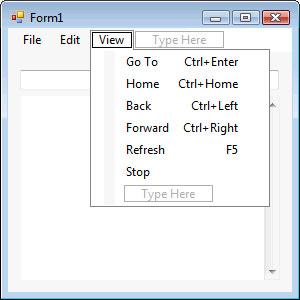 Form1
File Edit View Type Here
Go To Ctrl+Enter
Home Ctrl+Home
Back Ctrl+Left
Forward Ctrl+Right
Refresh F5
Stop
Type Here